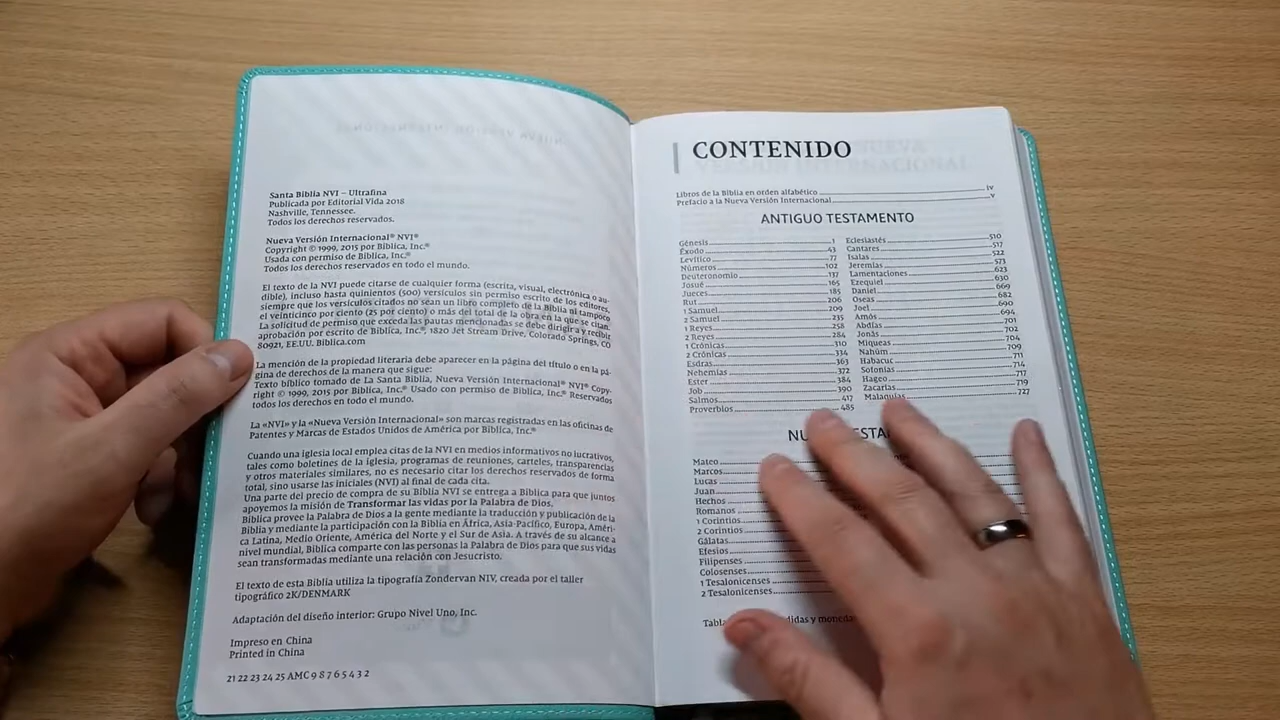 Santa Biblia NVI – Ultrafina
Publicada por Editorial Vida 2018
Nashville, Tennessee.
Todos los derechos reservados.
Nueva Versión Internacional® NVI®
Copyright © 1999, 2015 por Biblica, Inc.®
Usada con permiso de Biblica, Inc.®
Todos los derechos reservados en todo el mundo.
El texto de la NVI puede citarse de cualquier forma (escrita, visual, electrónica o au-
dible), incluso hasta quinientos (500) versículos sin permiso escrito de los editores,
siempre que los versículos citados no sean un libro completo de la Biblia ni tampoco
el veinticinco por ciento (25 por ciento) o más del total de la obra en la que se citan.
La solicitud de permiso que exceda las pautas mencionadas se debe dirigir a y recibir
aprobación por escrito de Biblica, Inc.®, 1820 Jet Stream Drive, Colorado Springs, CO
80921, EE.UU. Biblica.com
La mención de la propiedad literaria debe aparecer en la página del título o en la pá-
gina de derechos de la manera que sigue:
Texto bíblico tomado de La Santa Biblia, Nueva Versión Internacional® NVI® Copy-
right © 1999, 2015 por Biblica, Inc.® Usado con permiso de Biblica, Inc.® Reservados
todos los derechos en todo el mundo.
La «NVI» y la «Nueva Versión Internacional» son marcas registradas en las oficinas de
Patentes y Marcas de Estados Unidos de América por Biblica, Inc.®
Cuando una iglesia local emplea citas de la NVI en medios informativos no lucrativos,
tales como boletines de la iglesia, programas de reuniones, carteles, transparencias
y otros materiales similares, no es necesario citar los derechos reservados de forma
total, sino usarse las iniciales (NVI) al final de cada cita.
Una parte del precio de compra de su Biblia NVI se entrega a Biblica para que juntos
apoyemos la misión de Transformar las vidas por la Palabra de Dios.
Biblica provee la Palabra de Dios a la gente mediante la traducción y publicación de la
Biblia y mediante la participación con la Biblia en África, Asia-Pacífico, Europa, Améri-
ca Latina, Medio Oriente, América del Norte y el Sur de Asia. A través de su alcance a
nivel mundial, Biblica comparte con las personas la Palabra de Dios para que sus vidas
sean transformadas mediante una relación con Jesucristo.
El texto de esta Biblia utiliza la tipografía Zondervan NIV, creada por el taller
tipográfico 2K/DENMARK
Adaptación del diseño interior: Grupo Nivel Uno, Inc.
Impreso en China
Printed in China
21 22 23 24 25 AMC 9 8 7 6 5 4 3 2
CONTENIDO
Libros de la Biblia en orden alfabético iv
Prefacio a la Nueva Versión Internacional v
ANTIGUO TESTAMENTO
Génesis 1
Éxodo 43
Levítico 77
Números 102
Deuteronomio 137
Josué 165
Jueces 185
Rut 206
1 Samuel 209
2 Samuel 235
1 Reyes 258
2 Reyes 284
1 Crónicas 310
2 Crónicas 334
Esdras 363
Nehemías 372
Ester 384
Job 390
Salmos 417
Proverbios 485
Eclesiastés 510
Cantares 517
Isaías 522
Jeremías 573
Lamentaciones 623
Ezequiel 630
Daniel 669
Oseas 682
Joel 690
Amós 694
Abdías 701
Jonás 702
Miqueas 704
Nahúm 709
Habacuc 711
Sofonías 714
Hageo 717
Zacarías 719
Malaquías 727
Mateo
Marcos
Lucas
Juan
Hechos
Romanos
1 Corintios
2 Corintios
Gálatas
Efesios
Filipenses
Colosenses
1 Tesalonicenses
2 Tesalonicenses